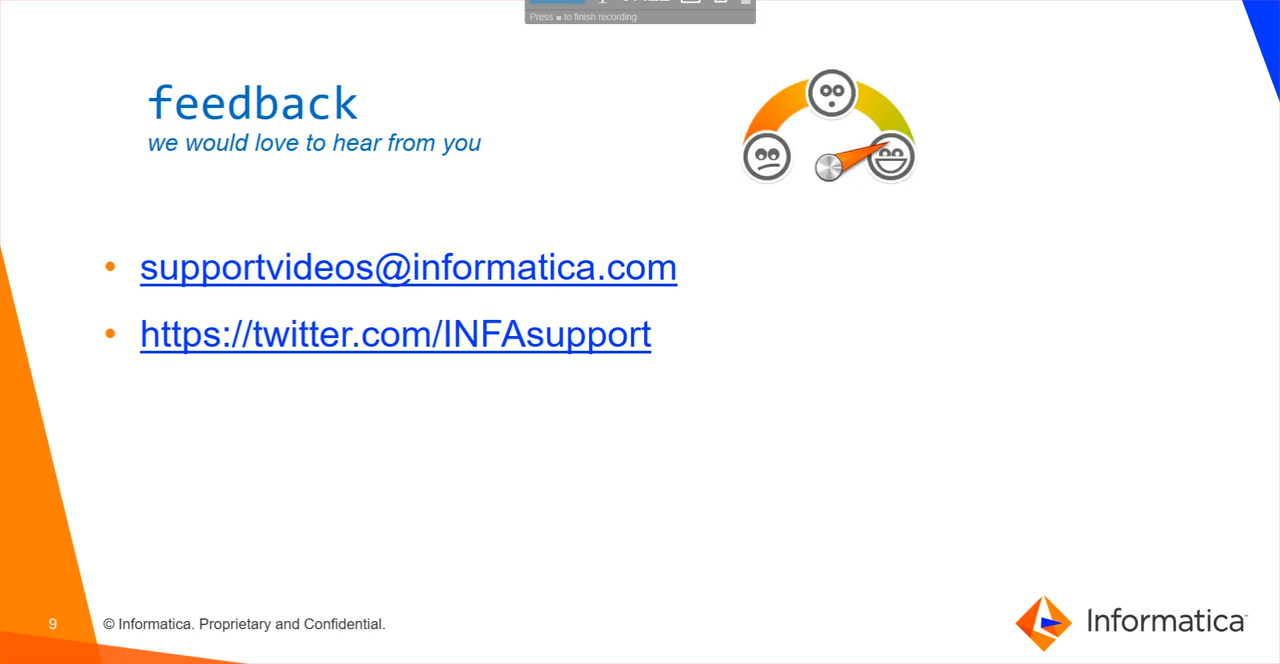 Press ■ to finish recording
feedback
we would love to hear from you
• supportvideos@informatica.com
• https://twitter.com/INFAsupport
9
© Informatica. Proprietary and Confidential.
Informatica™